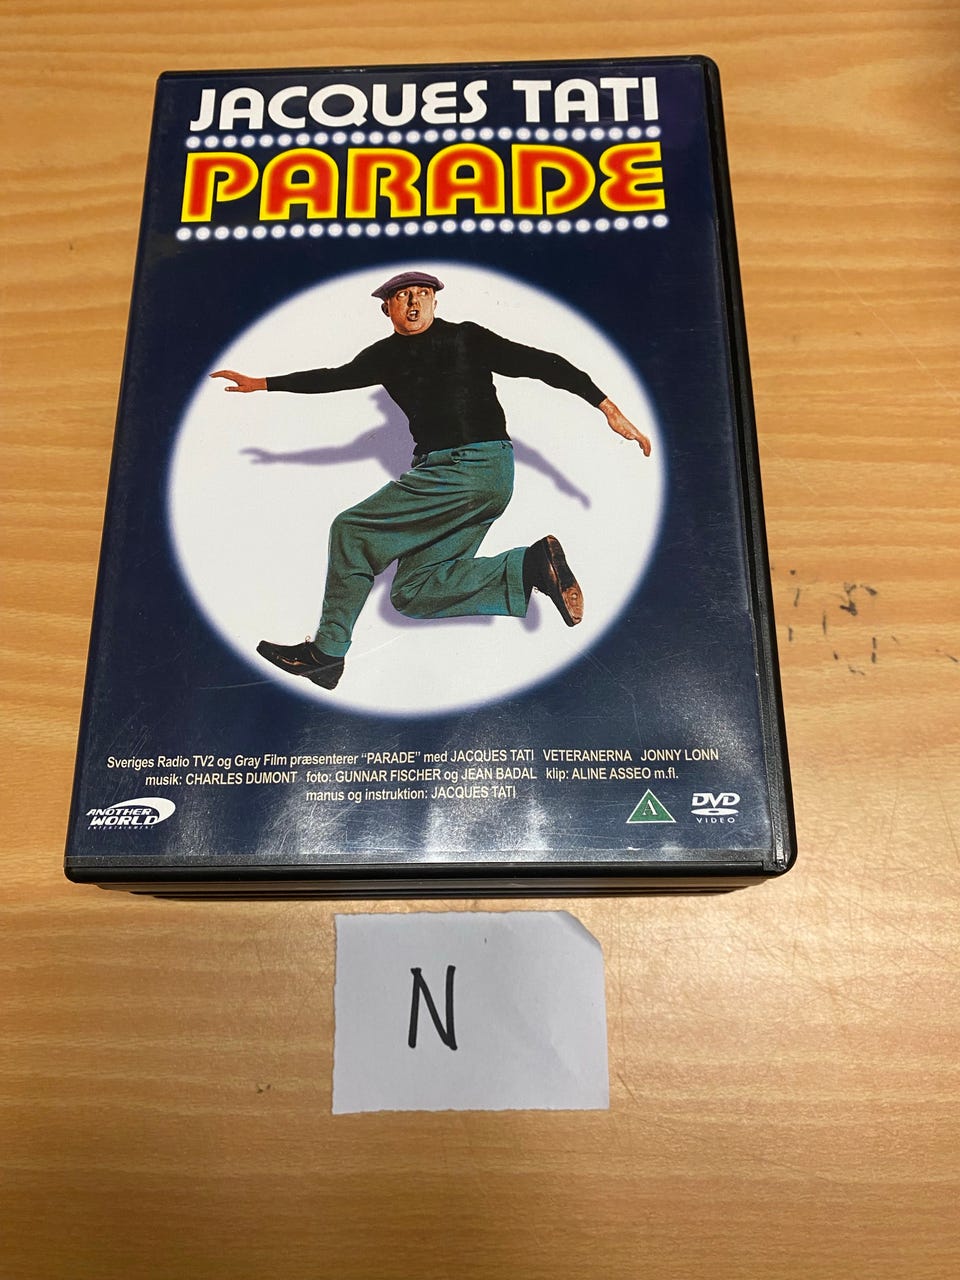 JACQUES TATI
PARADE
Sveriges Radio TV2 og Gray Film præsenterer "PARADE" med JACQUES TATI VETERANERNA JONNY LONN
musik: CHARLES DUMONT foto: GUNNAR FISCHER og JEAN BADAL klip: ALINE ASSEO m.fl.
manus og instruktion: JACQUES TATI
ANOTHER
WORLD
ENTERTAINMENT
A
DVD
VIDEO
N